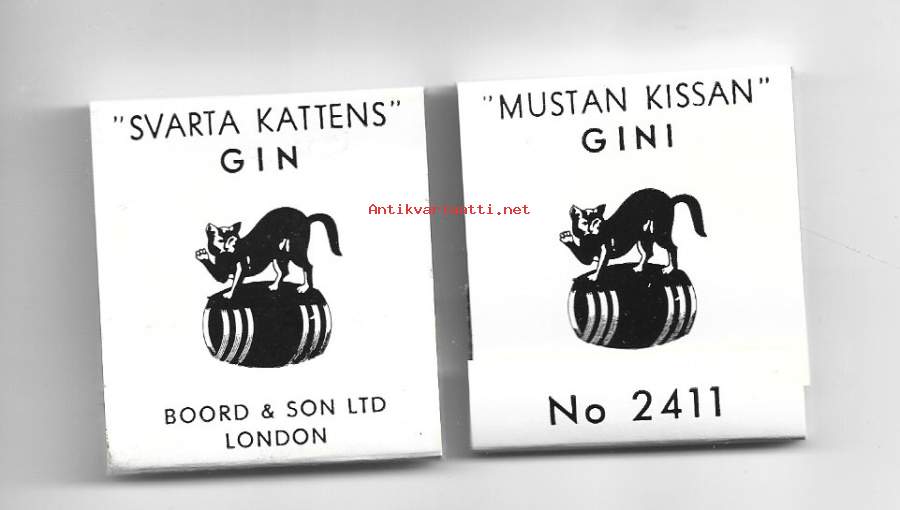 "SVARTA KATTENS"
GIN
BOORD & SON LTD
LONDON
"MUSTAN KISSAN"
GINI
No 2411
Antikvariaatti.net